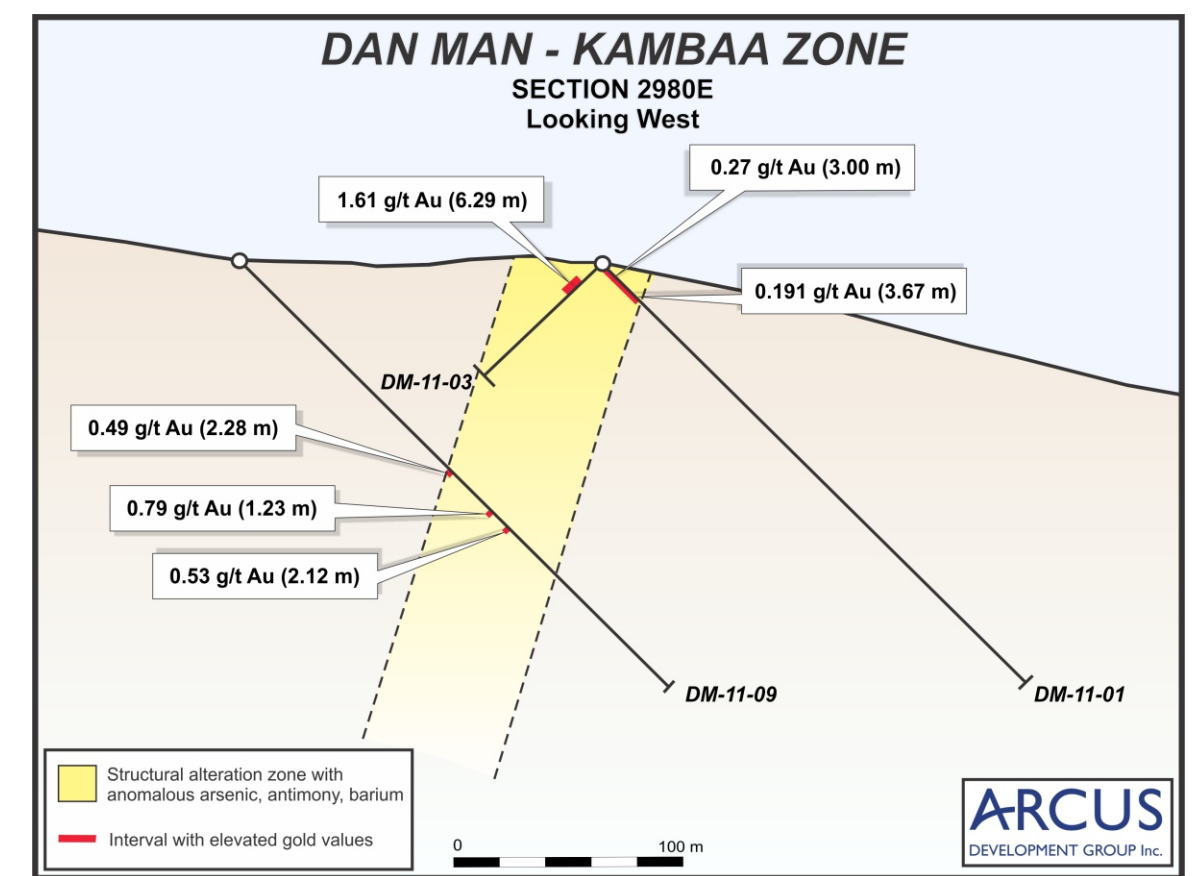 DAN MAN - KAMBAA ZONE
SECTION 2980E
Looking West
0.27 g/t Au (3.00 m)
1.61 g/t Au (6.29 m)
0.191 g/t Au (3.67 m)
DM-11-03
0.49 g/t Au (2.28 m)
0.79 g/t Au (1.23 m)
0.53 g/t Au (2.12 m)
DM-11-09
DM-11-01
Structural alteration zone with
anomalous arsenic, antimony, barium
Interval with elevated gold values
0 100 m
ARCUS
DEVELOPMENT GROUP Inc.